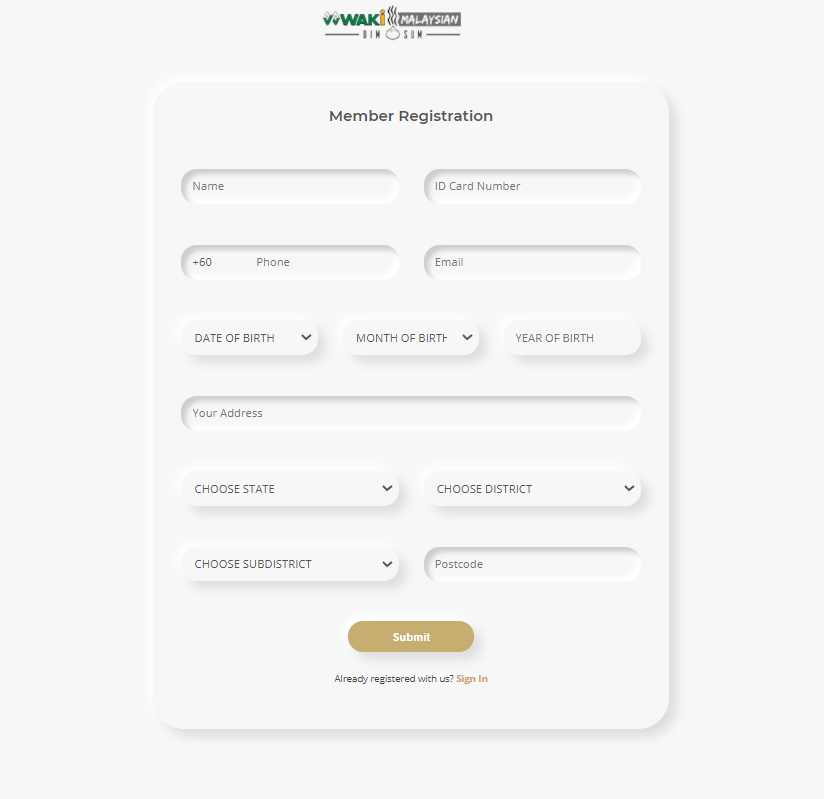 WAKi MALAYSIAN
DIM SUM
Member Registration
Name ID Card Number
+60 Phone Email
DATE OF BIRTH MONTH OF BIRTH YEAR OF BIRTH
Your Address
CHOOSE STATE CHOOSE DISTRICT
CHOOSE SUBDISTRICT Postcode
Submit
Already registered with us? Sign In